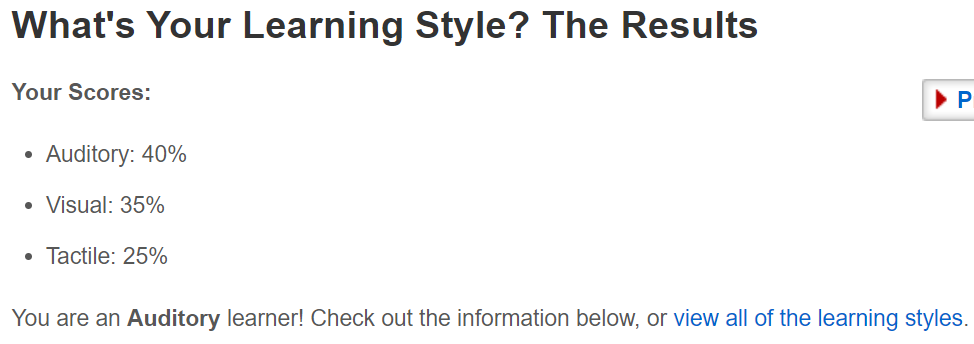 What's Your Learning Style? The Results
Your Scores:
P
• Auditory: 40%
• Visual: 35%
• Tactile: 25%
You are an Auditory learner! Check out the information below, or view all of the learning styles.